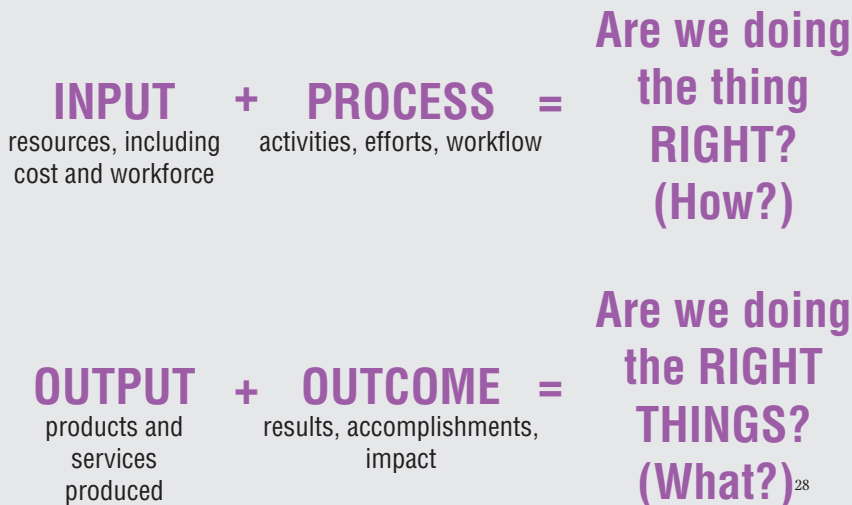 INPUT + PROCESS =
resources, including
cost and workforce
activities, efforts, workflow
Are we doing
the thing
RIGHT?
(How?)
OUTPUT + OUTCOME =
products and
services
produced
results, accomplishments,
impact
Are we doing
the RIGHT
THINGS?
(What?)28